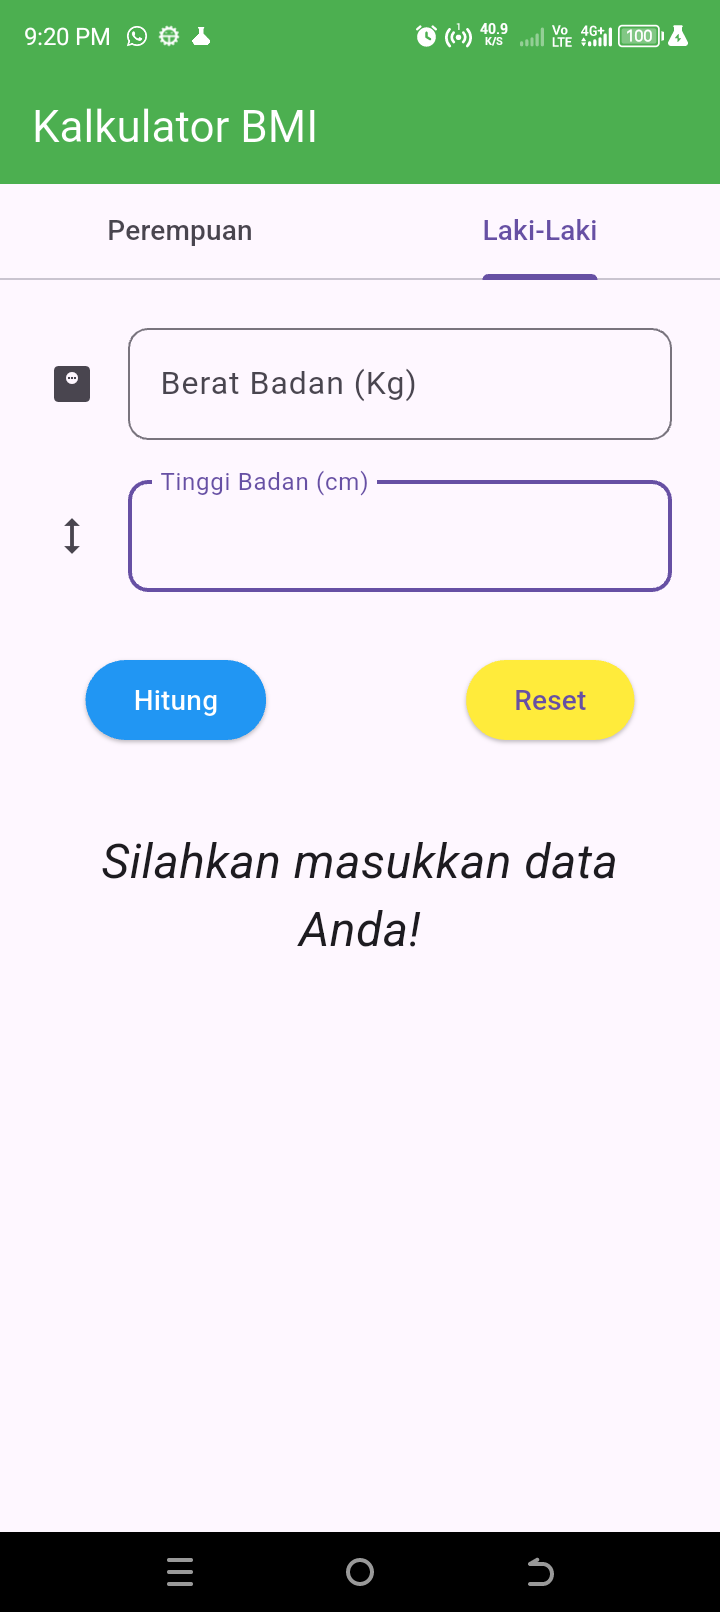 9:20 PM 1 40.9 K/S Vo LTE 4G+ 100
Kalkulator BMI
Perempuan Laki-Laki
Berat Badan (Kg)
Tinggi Badan (cm)
Hitung Reset
Silahkan masukkan data
Anda!